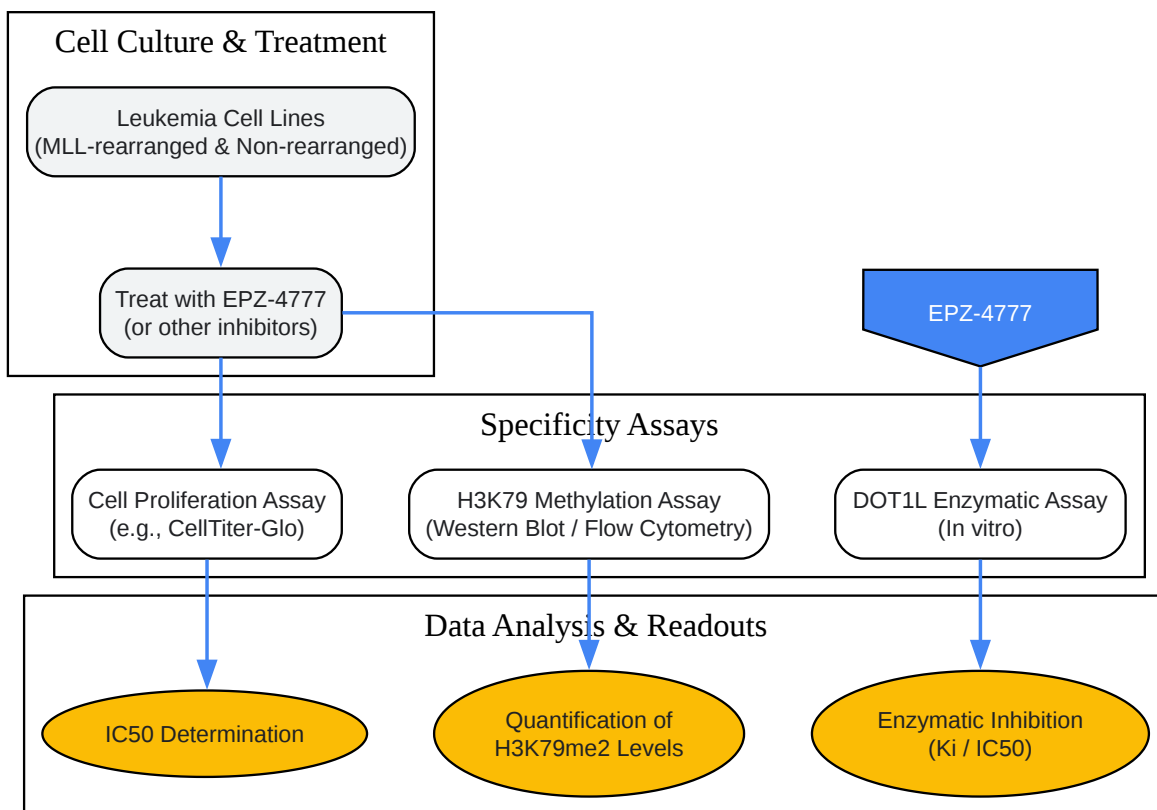 Cell Culture & Treatment
Leukemia Cell Lines
(MLL-rearranged & Non-rearranged)
Treat with EPZ-4777
(or other inhibitors)
EPZ-4777
Specificity Assays
Cell Proliferation Assay
(e.g., CellTiter-Glo)
H3K79 Methylation Assay
(Western Blot / Flow Cytometry)
DOT1L Enzymatic Assay
(In vitro)
Data Analysis & Readouts
IC50 Determination
Quantification of
H3K79me2 Levels
Enzymatic Inhibition
(Ki / IC50)